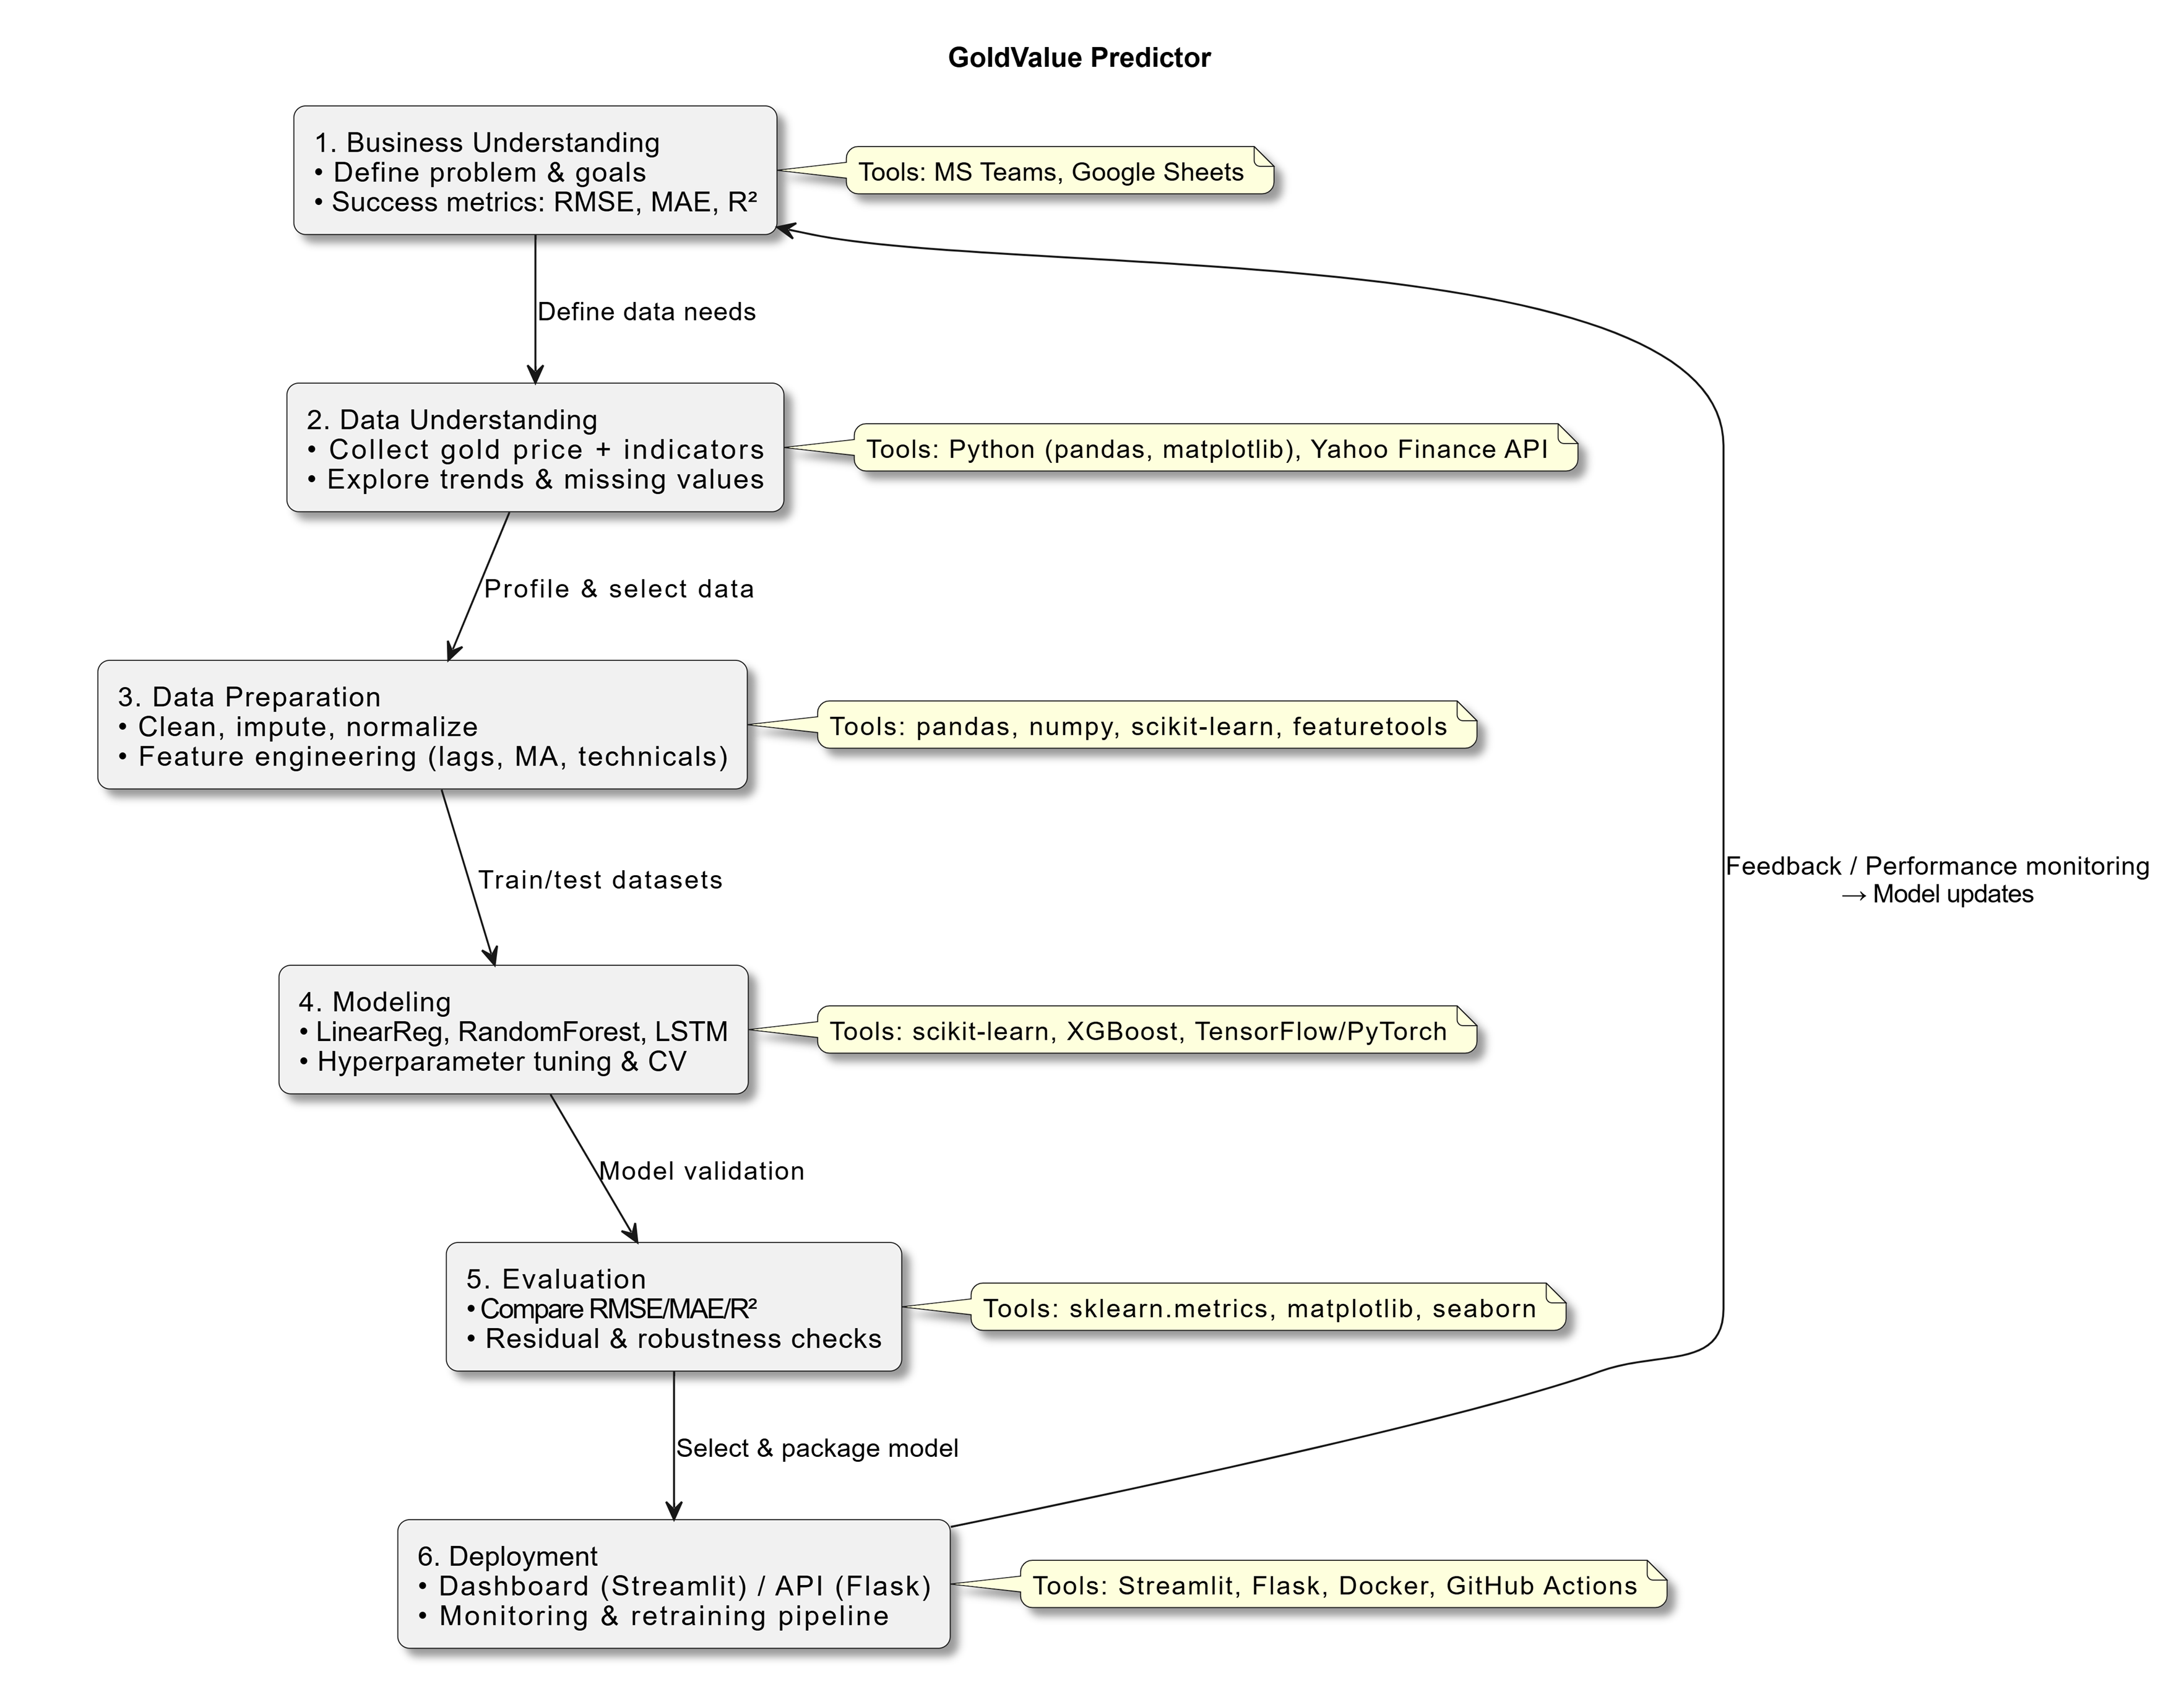 GoldValue Predictor
1. Business Understanding
• Define problem & goals
• Success metrics: RMSE, MAE, R²
Tools: MS Teams, Google Sheets
Define data needs
2. Data Understanding
• Collect gold price + indicators
• Explore trends & missing values
Tools: Python (pandas, matplotlib), Yahoo Finance API
Profile & select data
3. Data Preparation
• Clean, impute, normalize
• Feature engineering (lags, MA, technicals)
Tools: pandas, numpy, scikit-learn, featuretools
Train/test datasets
Feedback / Performance monitoring
→ Model updates
4. Modeling
• LinearReg, RandomForest, LSTM
• Hyperparameter tuning & CV
Tools: scikit-learn, XGBoost, TensorFlow/PyTorch
Model validation
5. Evaluation
• Compare RMSE/MAE/R²
• Residual & robustness checks
Tools: sklearn.metrics, matplotlib, seaborn
Select & package model
6. Deployment
• Dashboard (Streamlit) / API (Flask)
• Monitoring & retraining pipeline
Tools: Streamlit, Flask, Docker, GitHub Actions